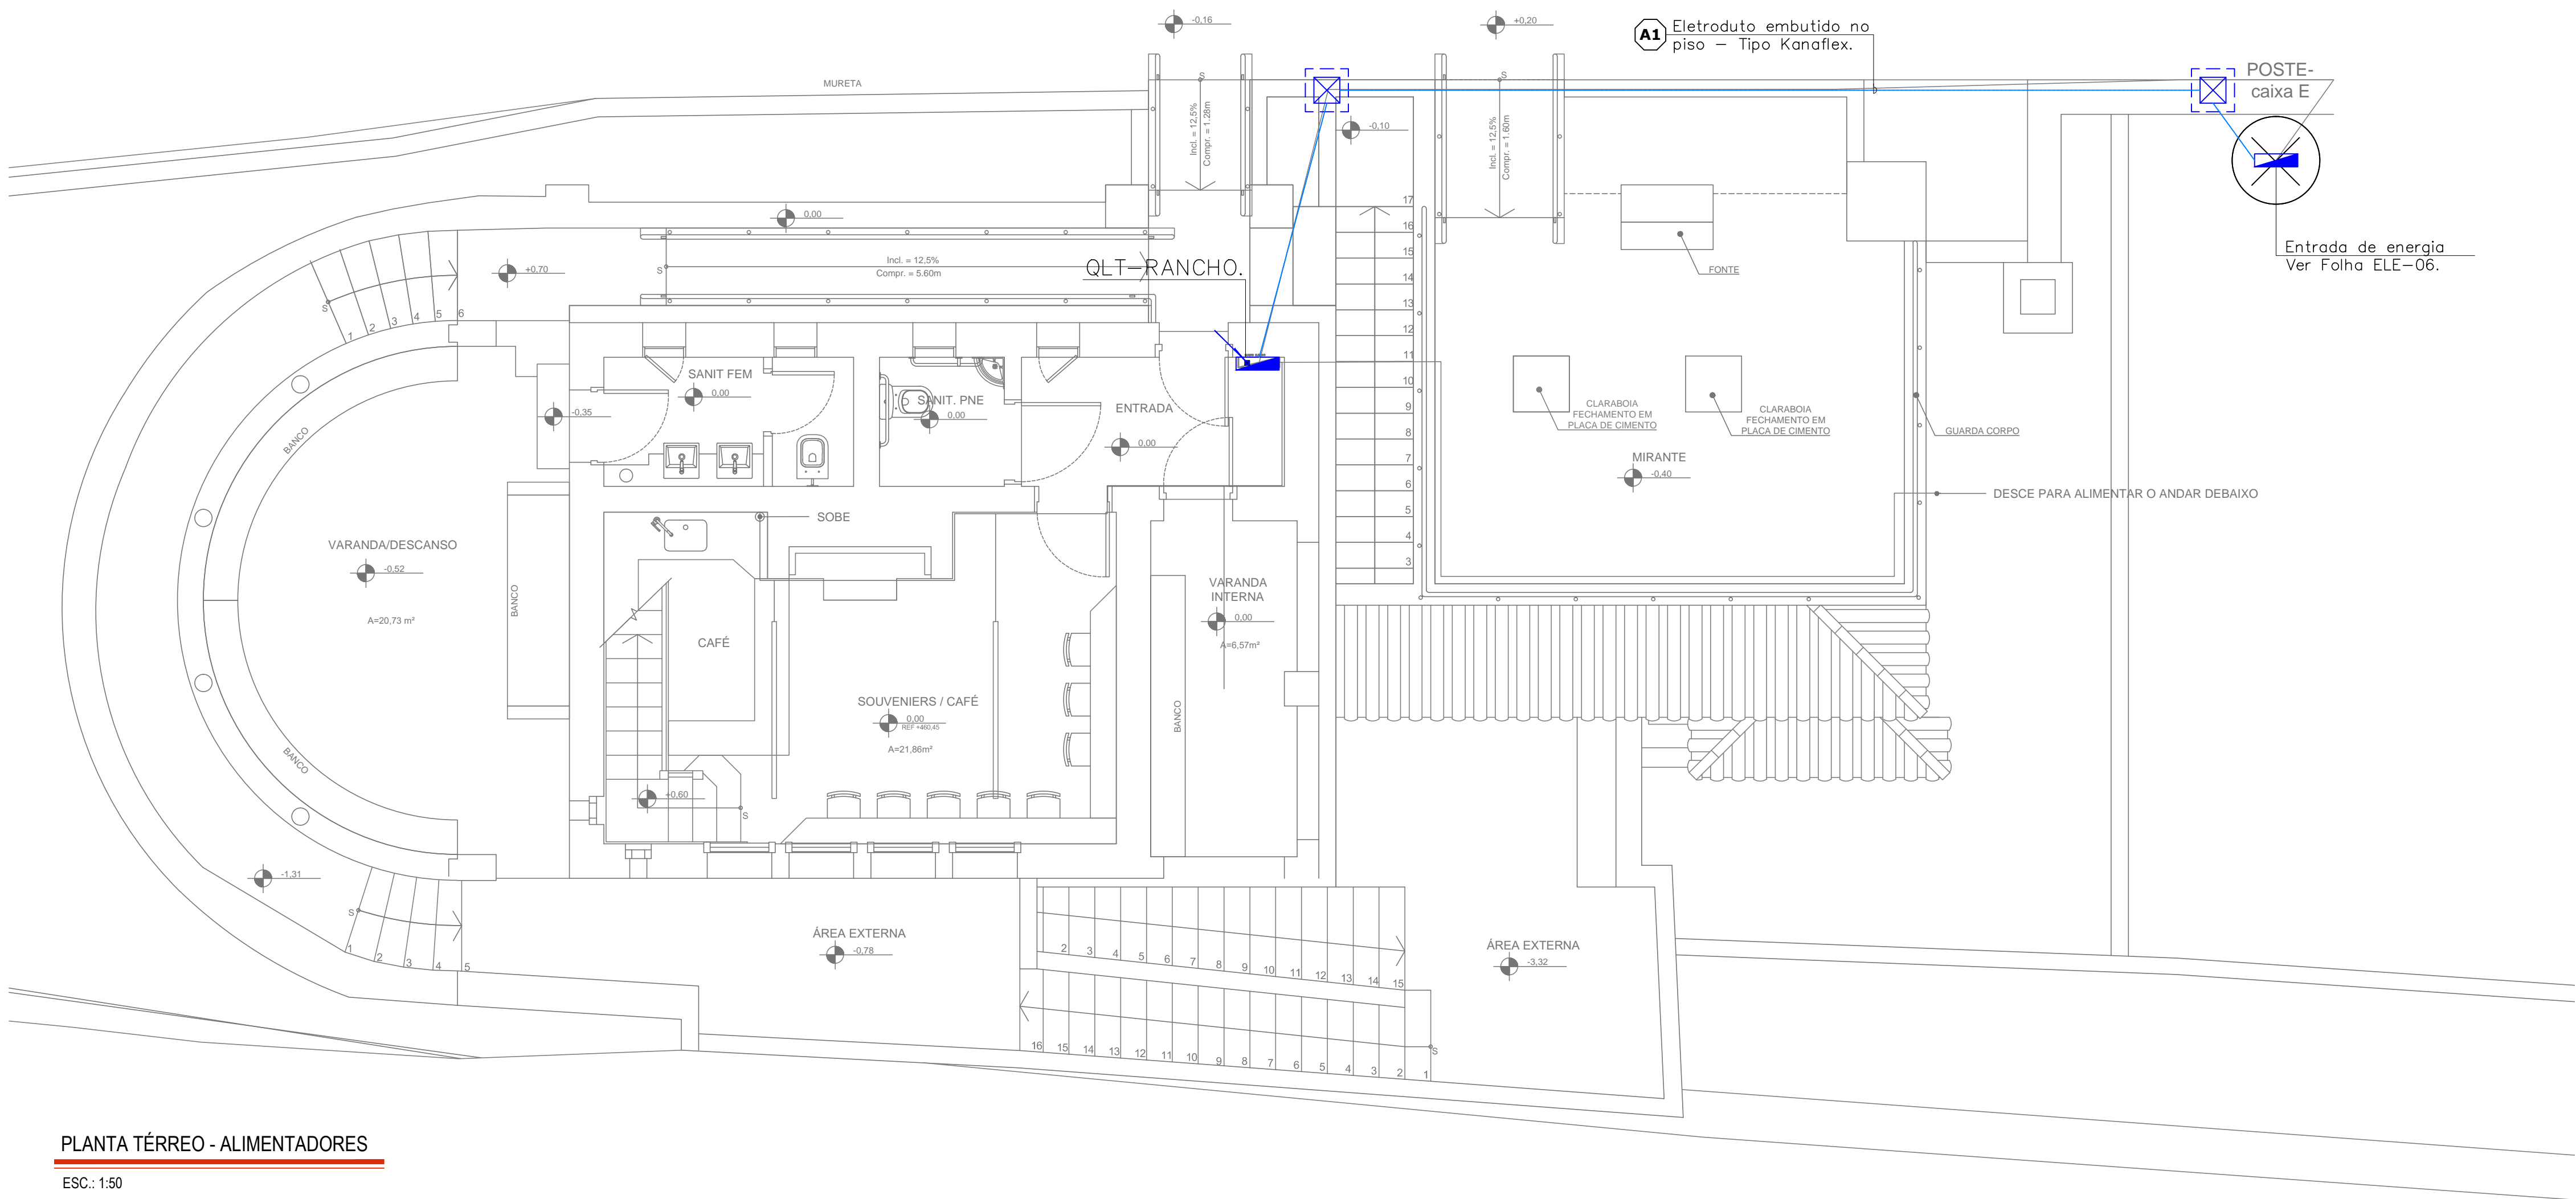 -0,16
+0,20
A1
Eletroduto embutido no
piso - Tipo Kanaflex.
POSTE-
caixa E
MURETA
S
S
Incl. = 12,5%
Compr. = 1.28m
Incl. = 12,5%
Compr. = 1.60m
-0,10
0,00
+0,70
S
Incl. = 12,5%
Compr. = 5.60m
QLT-RANCHO.
FONTE
Entrada de energia
Ver Folha ELE-06.
17
16
15
14
13
12
11
10
9
8
7
6
5
4
3
S
1
2
3
4
5
6
SANIT FEM
0,00
SANIT. PNE
0,00
ENTRADA
0,00
-0,35
BANCO
CLARABOIA
FECHAMENTO EM
PLACA DE CIMENTO
CLARABOIA
FECHAMENTO EM
PLACA DE CIMENTO
GUARDA CORPO
MIRANTE
-0,40
DESCE PARA ALIMENTAR O ANDAR DEBAIXO
SOBE
VARANDA/DESCANSO
-0,52
A=20,73 m²
BANCO
BANCO
CAFÉ
VARANDA
INTERNA
0,00
A=6,57m²
BANCO
SOUVENIERS / CAFÉ
0,00
REF +460,45
A=21,86m²
+0,60
S
-1,31
S
1
2
3
4
5
ÁREA EXTERNA
-0,78
ÁREA EXTERNA
-3,32
2
3
4
5
6
7
8
9
10
11
12
13
14
15
16
15
14
13
12
11
10
9
8
7
6
5
4
3
2
1
S
PLANTA TÉRREO - ALIMENTADORES
ESC.: 1:50